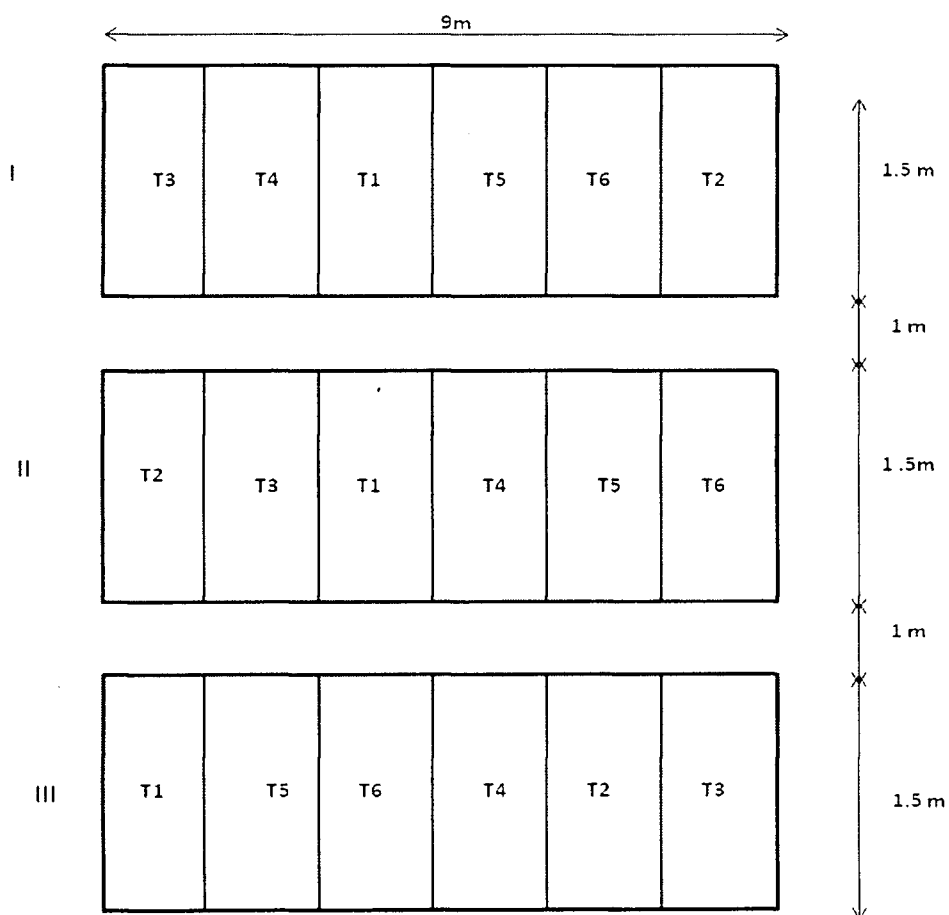 9m
I
T3 T4 T1 T5 T6 T2
1.5 m
1 m
II
T2 T3 T1 T4 T5 T6
1 .5m
1 m
III
T1 T5 T6 T4 T2 T3
1.5 m